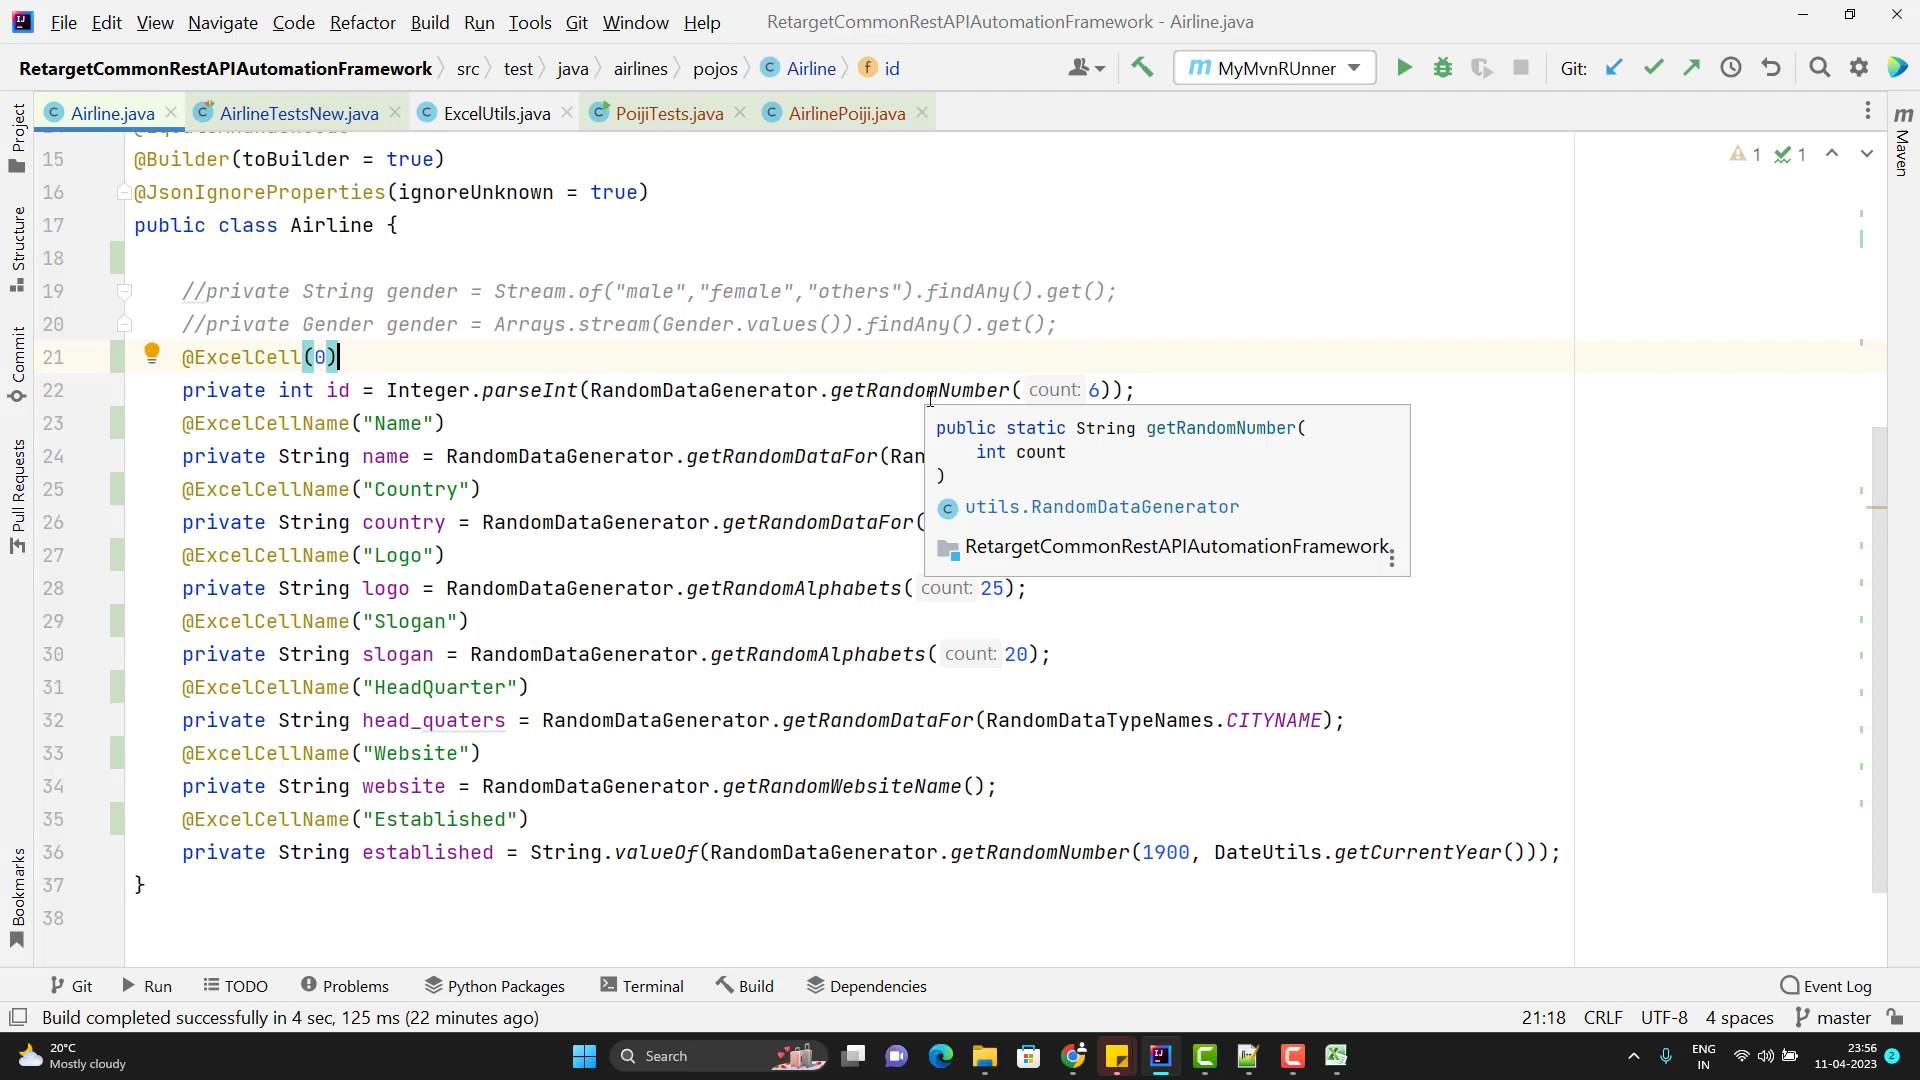 File Edit View Navigate Code Refactor Build Run Tools Git Window Help RetargetCommonRestAPIAutomationFramework - Airline.java
RetargetCommonRestAPIAutomationFramework src test java airlines pojos Airline id MyMvnRUnner Git:
Airline.java AirlineTestsNew.java ExcelUtils.java PoijiTests.java AirlinePoiji.java
Project
Structure
Commit
Pull Requests
Bookmarks
Maven
1 1
15 @Builder(toBuilder = true)
16 @JsonIgnoreProperties(ignoreUnknown = true)
17 public class Airline {
18
19 //private String gender = Stream.of("male","female","others").findAny().get();
20 //private Gender gender = Arrays.stream(Gender.values()).findAny().get();
21 @ExcelCell(0)
22 private int id = Integer.parseInt(RandomDataGenerator.getRandomNumber( count: 6));
23 @ExcelCellName("Name")
24 private String name = RandomDataGenerator.getRandomDataFor(Ran
25 @ExcelCellName("Country")
26 private String country = RandomDataGenerator.getRandomDataFor(
27 @ExcelCellName("Logo")
28 private String logo = RandomDataGenerator.getRandomAlphabets( count: 25);
29 @ExcelCellName("Slogan")
30 private String slogan = RandomDataGenerator.getRandomAlphabets( count: 20);
31 @ExcelCellName("HeadQuarter")
32 private String head_quaters = RandomDataGenerator.getRandomDataFor(RandomDataTypeNames.CITYNAME);
33 @ExcelCellName("Website")
34 private String website = RandomDataGenerator.getRandomWebsiteName();
35 @ExcelCellName("Established")
36 private String established = String.valueOf(RandomDataGenerator.getRandomNumber(1900, DateUtils.getCurrentYear()));
37 }
38
public static String getRandomNumber(
int count
)
utils.RandomDataGenerator
RetargetCommonRestAPIAutomationFramework
Git Run TODO Problems Python Packages Terminal Build Dependencies Event Log
Build completed successfully in 4 sec, 125 ms (22 minutes ago) 21:18 CRLF UTF-8 4 spaces master
20°C
Mostly cloudy
Search
ENG
IN
23:56
11-04-2023
2